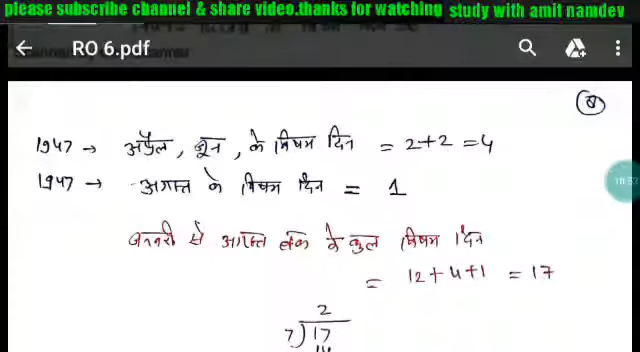 please subscribe channel & share video.thanks for watching study with amit namdev
RO 6.pdf
1947 → अप्रैल, जून, के विषम दिन = 2+2 = 4
1947 → अगस्त के विषम दिन = 1
जनवरी से अगस्त तक के कुल विषम दिन
= 12 + 4 + 1 = 17
2
7)17